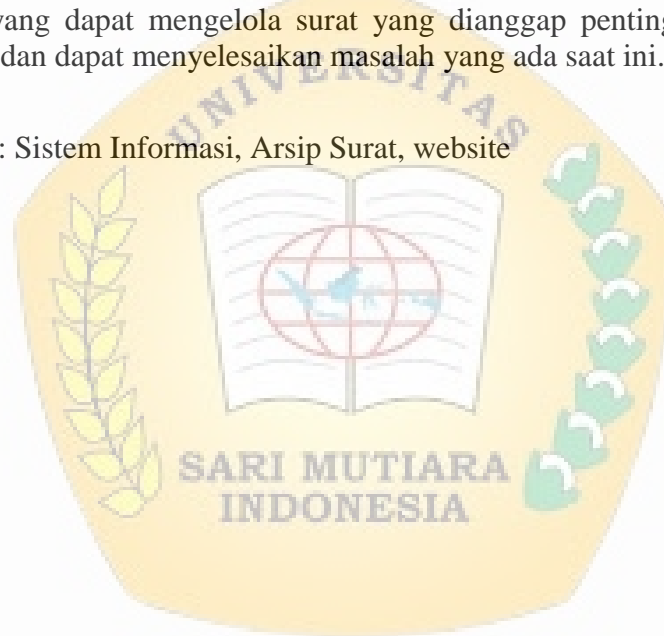 yang dapat mengelola surat yang dianggap penting
dan dapat menyelesaikan masalah yang ada saat ini.
UNIVERSITAS
: Sistem Informasi, Arsip Surat, website
SARI MUTIARA
INDONESIA